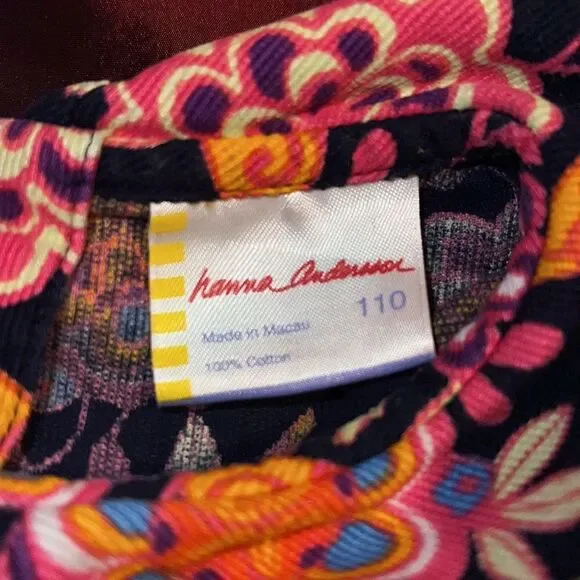 hanna andersson
110
Made in Macau
100% Cotton